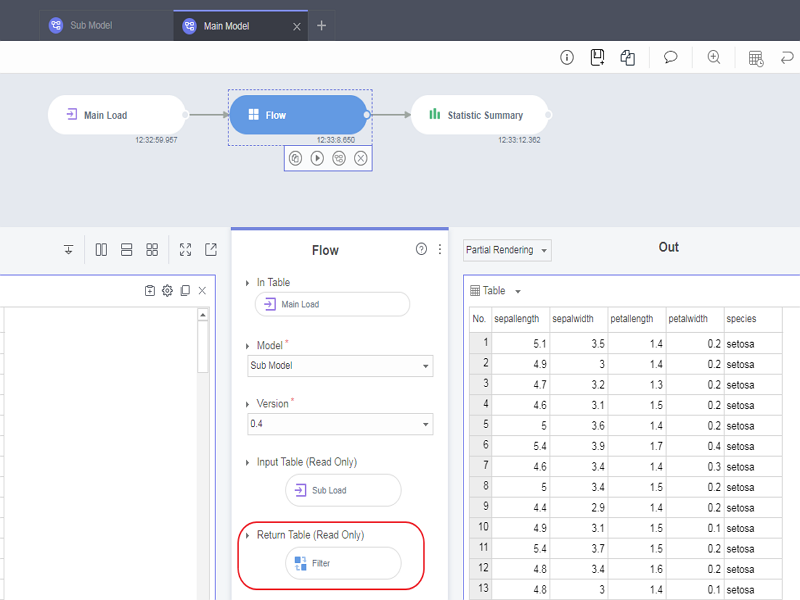 Sub Model
Main Model
Main Load
Flow
Statistic Summary
12:32:59.957
12:33:8.650
12:33:12.362
Flow
In Table
Main Load
Model *
Sub Model
Version *
0.4
Input Table (Read Only)
Sub Load
Return Table (Read Only)
Filter
Partial Rendering
Out
Table
No. sepallength sepalwidth petallength petalwidth species
1 5.1 3.5 1.4 0.2 setosa
2 4.9 3 1.4 0.2 setosa
3 4.7 3.2 1.3 0.2 setosa
4 4.6 3.1 1.5 0.2 setosa
5 5 3.6 1.4 0.2 setosa
6 5.4 3.9 1.7 0.4 setosa
7 4.6 3.4 1.4 0.3 setosa
8 5 3.4 1.5 0.2 setosa
9 4.4 2.9 1.4 0.2 setosa
10 4.9 3.1 1.5 0.1 setosa
11 5.4 3.7 1.5 0.2 setosa
12 4.8 3.4 1.6 0.2 setosa
13 4.8 3 1.4 0.1 setosa